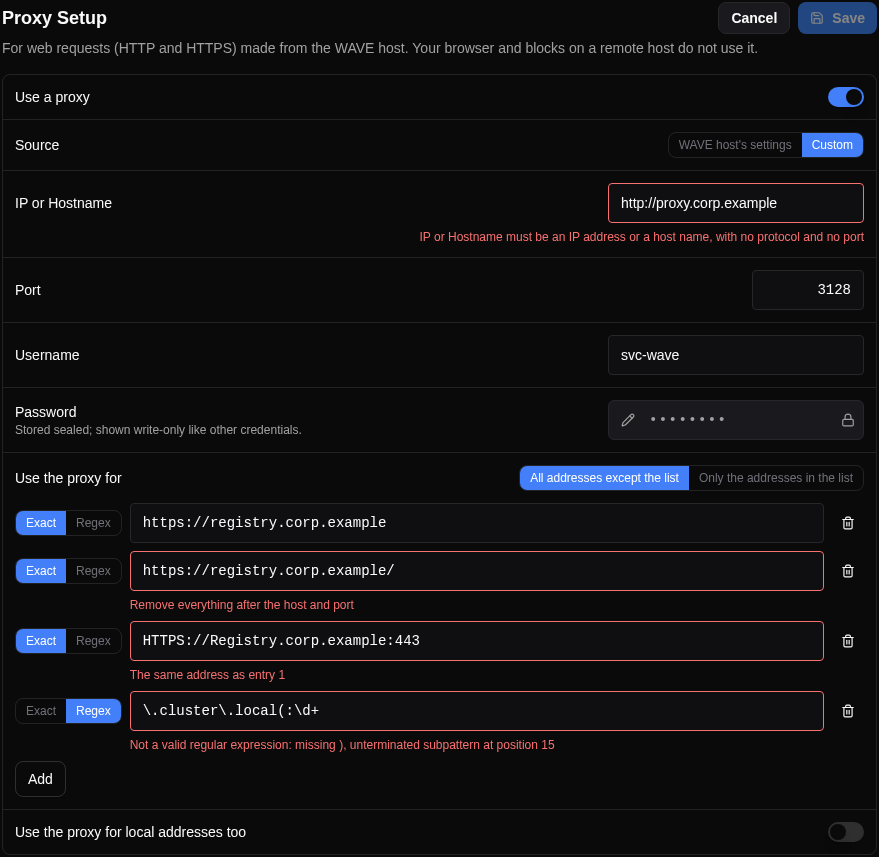 Proxy Setup
Cancel
Save
For web requests (HTTP and HTTPS) made from the WAVE host. Your browser and blocks on a remote host do not use it.
Use a proxy
Source
WAVE host's settings
Custom
IP or Hostname
http://proxy.corp.example
IP or Hostname must be an IP address or a host name, with no protocol and no port
Port
3128
Username
svc-wave
Password
Stored sealed; shown write-only like other credentials.
••••••••
Use the proxy for
All addresses except the list
Only the addresses in the list
Exact
Regex
https://registry.corp.example
Exact
Regex
https://registry.corp.example/
Remove everything after the host and port
Exact
Regex
HTTPS://Registry.corp.example:443
The same address as entry 1
Exact
Regex
\.cluster\.local(:\d+
Not a valid regular expression: missing ), unterminated subpattern at position 15
Add
Use the proxy for local addresses too